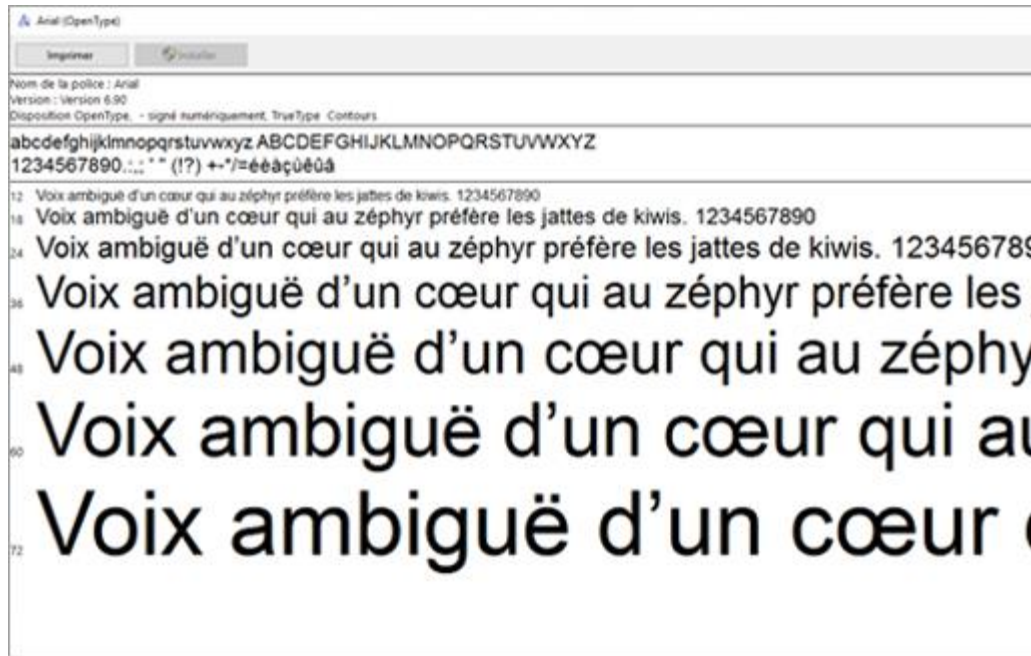 Arial (OpenType)
Imprimer Installer
Nom de la police : Arial
Version : Version 6.90
Disposition OpenType, - signé numériquement, TrueType Contours
abcdefghijklmnopqrstuvwxyz ABCDEFGHIJKLMNOPQRSTUVWXYZ
1234567890.:,; ' " (!?) +-*/=éèàçùêûâ
12 Voix ambiguë d'un cœur qui au zéphyr préfère les jattes de kiwis. 1234567890
18 Voix ambiguë d'un cœur qui au zéphyr préfère les jattes de kiwis. 1234567890
24 Voix ambiguë d'un cœur qui au zéphyr préfère les jattes de kiwis. 123456789
36 Voix ambiguë d'un cœur qui au zéphyr préfère les
48 Voix ambiguë d'un cœur qui au zéphy
60 Voix ambiguë d'un cœur qui au
72 Voix ambiguë d'un cœur